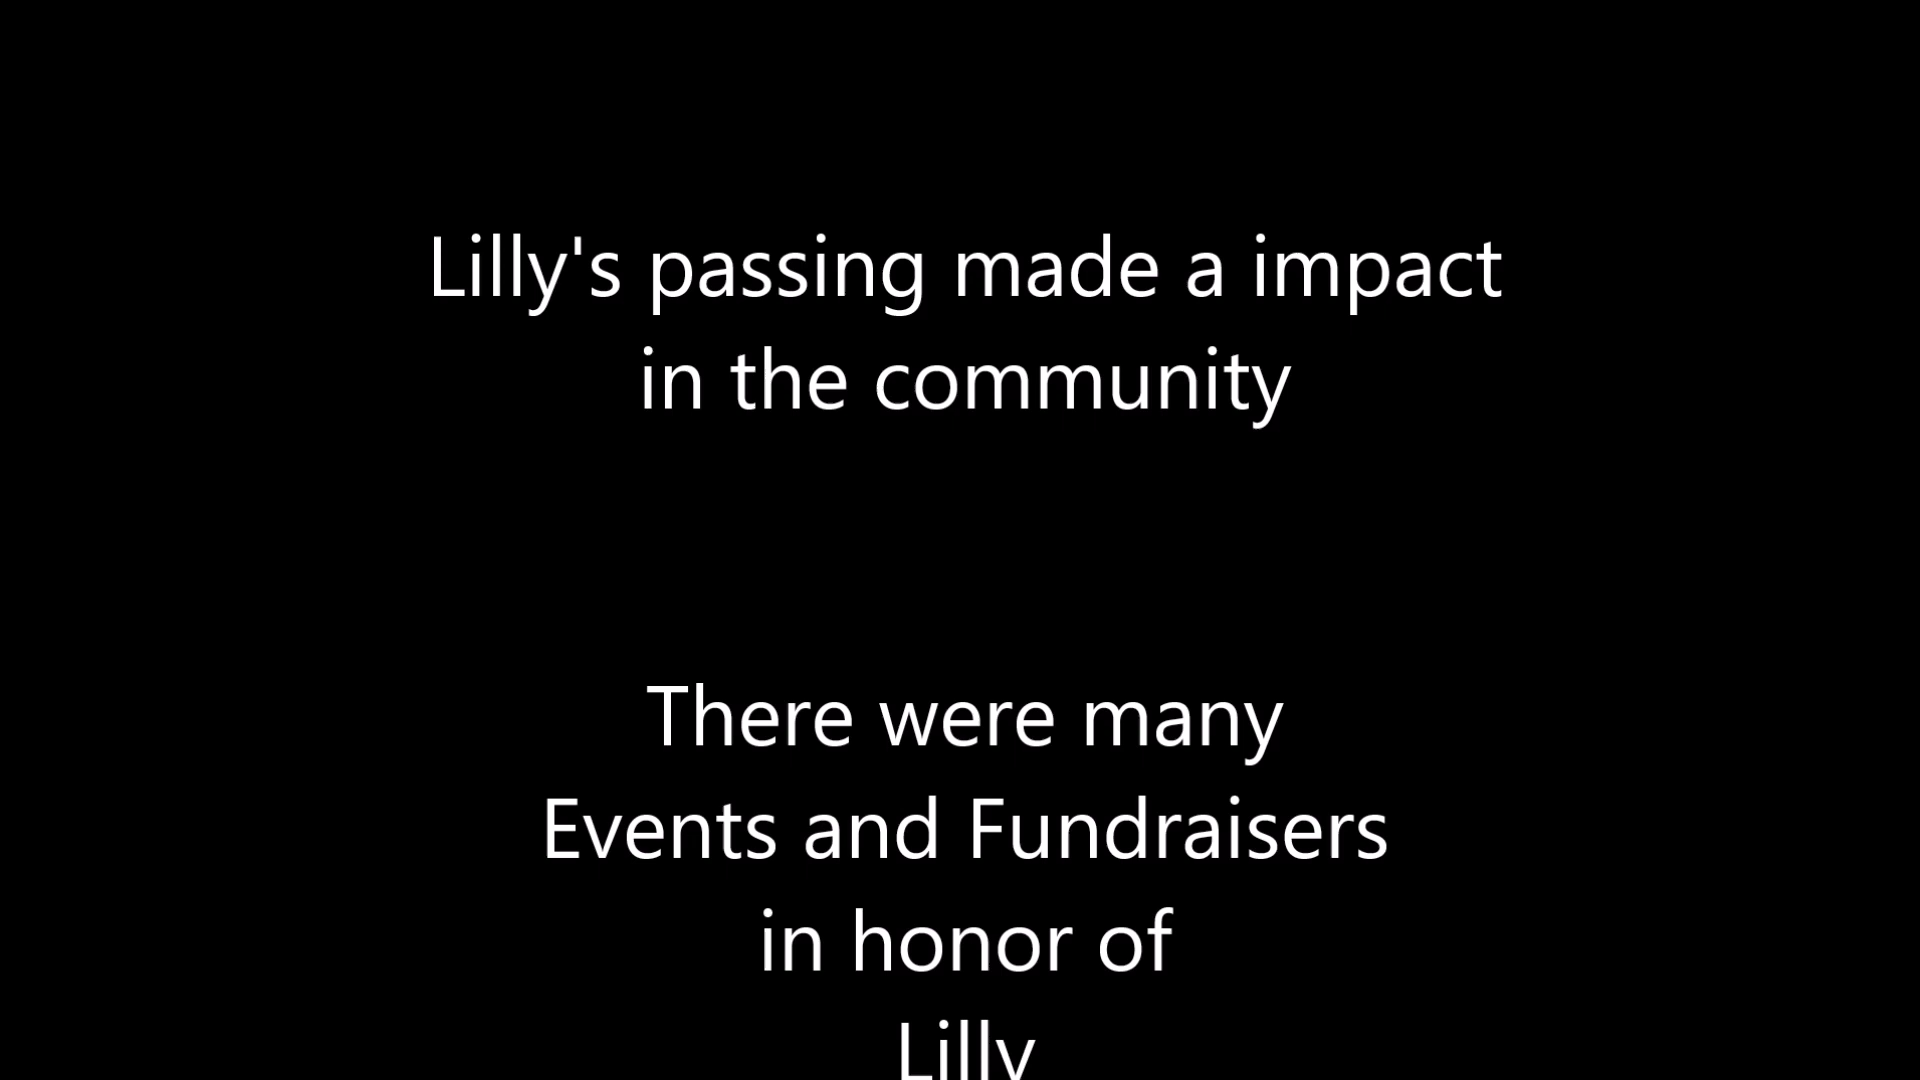 Lilly's passing made a impact
in the community
There were many
Events and Fundraisers
in honor of
Lilly